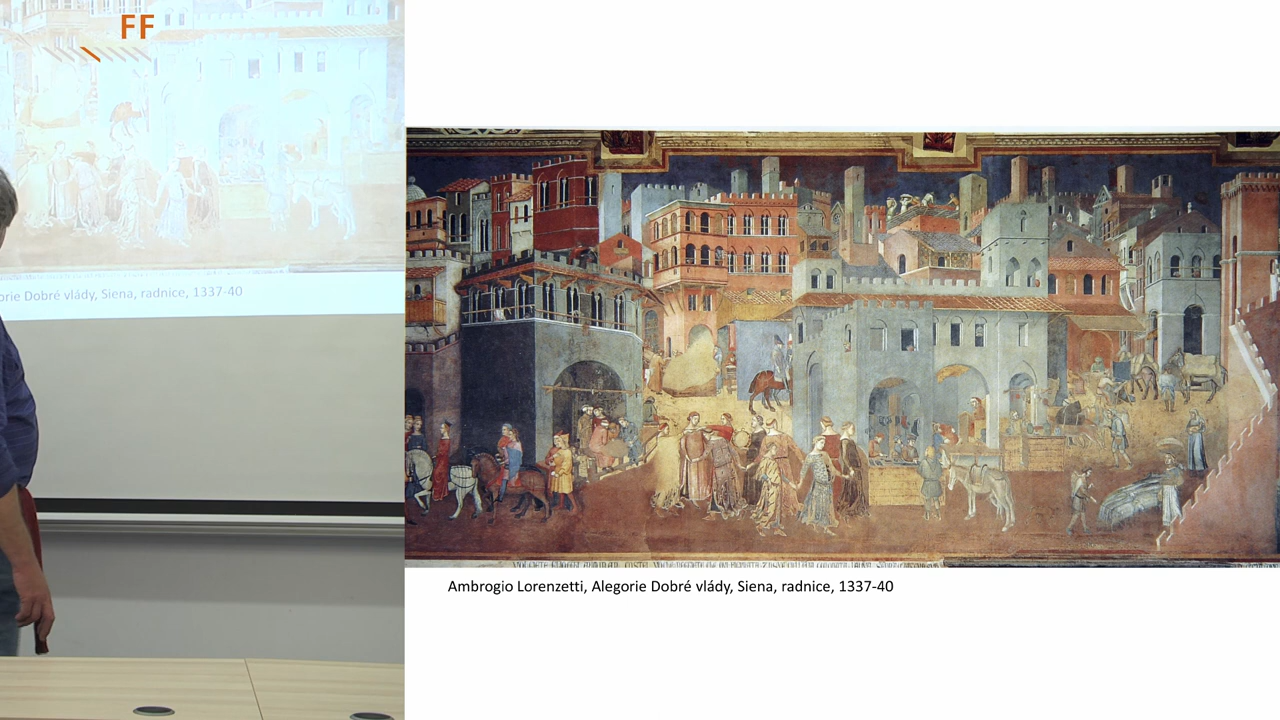 FF
orie Dobré vlády, Siena, radnice, 1337-40
Ambrogio Lorenzetti, Alegorie Dobré vlády, Siena, radnice, 1337-40